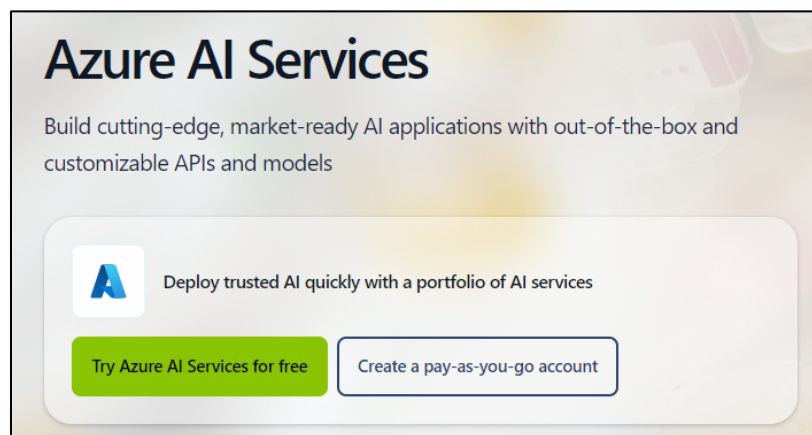 Azure AI Services
Build cutting-edge, market-ready AI applications with out-of-the-box and
customizable APIs and models
Deploy trusted AI quickly with a portfolio of AI services
Try Azure AI Services for free
Create a pay-as-you-go account